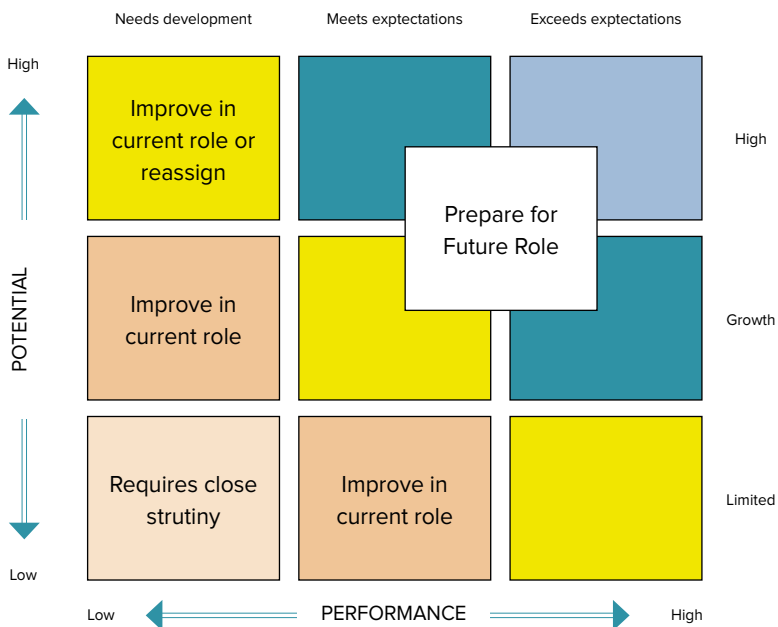 Needs development
Meets exptectations
Exceeds exptectations
High
Improve in
current role or
reassign
High
Prepare for
Future Role
POTENTIAL
Improve in
current role
Growth
Requires close
strutiny
Improve in
current role
Limited
Low
Low
PERFORMANCE
High